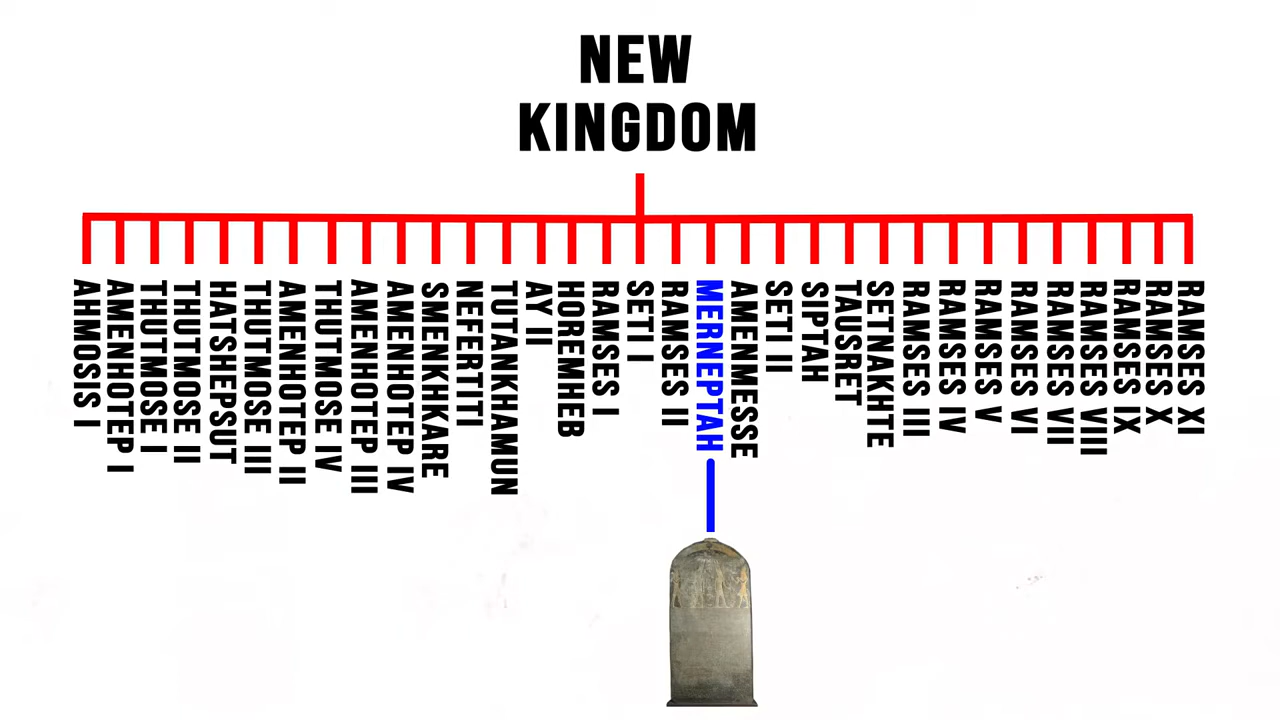 NEW
KINGDOM
AHMOSIS I
AMENHOTEP I
THUTMOSE I
THUTMOSE II
HATSHEPSUT
THUTMOSE III
AMENHOTEP II
THUTMOSE IV
AMENHOTEP III
AMENHOTEP IV
SMENKHKARE
NEFERTITI
TUTANKHAMUN
AY II
HOREMHEB
RAMSES I
SETI I
RAMSES II
MERNEPTAH
AMENMESSE
SETI II
SIPTAH
TAUSRET
SETNAKHTE
RAMSES III
RAMSES IV
RAMSES V
RAMSES VI
RAMSES VII
RAMSES VIII
RAMSES IX
RAMSES X
RAMSES XI